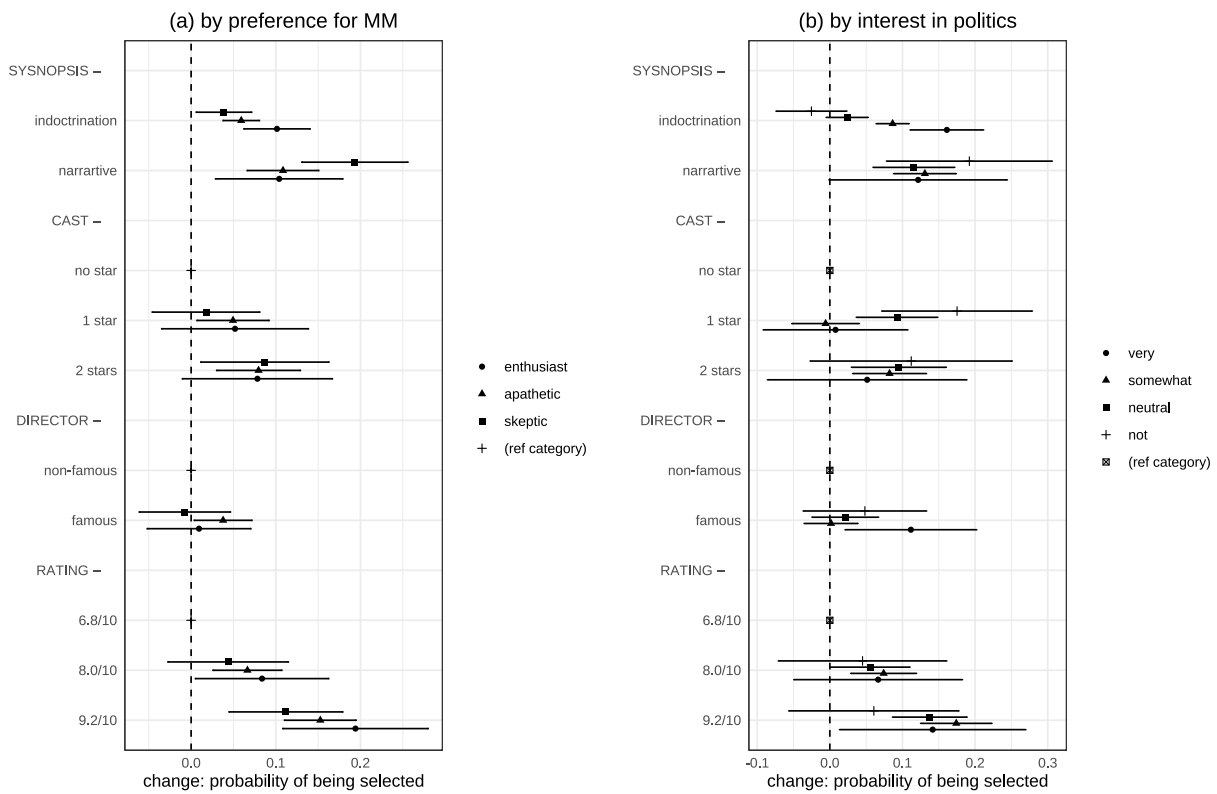 (a) by preference for MM
SYSNOPSIS –
indoctrination
narrartive
CAST –
no star
1 star
2 stars
DIRECTOR –
non-famous
famous
RATING –
6.8/10
8.0/10
9.2/10
0.0 0.1 0.2
change: probability of being selected
enthusiast
apathetic
skeptic
(ref category)
(b) by interest in politics
SYSNOPSIS –
indoctrination
narrartive
CAST –
no star
1 star
2 stars
DIRECTOR –
non-famous
famous
RATING –
6.8/10
8.0/10
9.2/10
-0.1 0.0 0.1 0.2 0.3
change: probability of being selected
very
somewhat
neutral
not
(ref category)